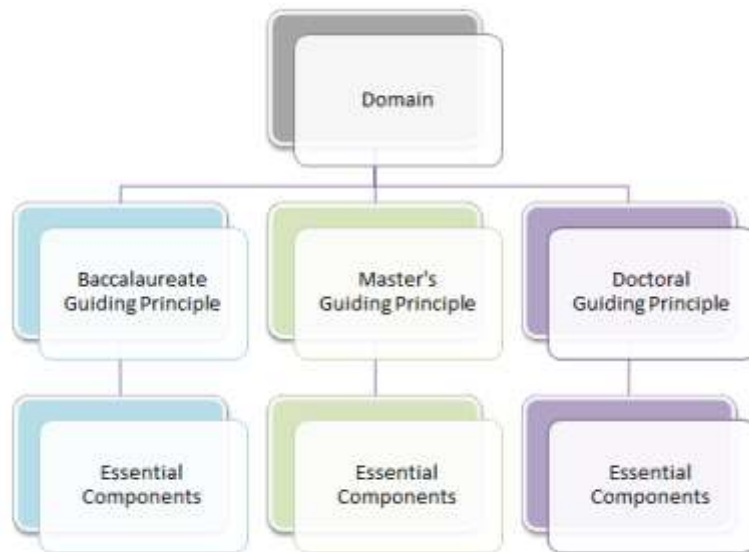 Domain
Baccalaureate
Guiding Principle
Master's
Guiding Principle
Doctoral
Guiding Principle
Essential
Components
Essential
Components
Essential
Components